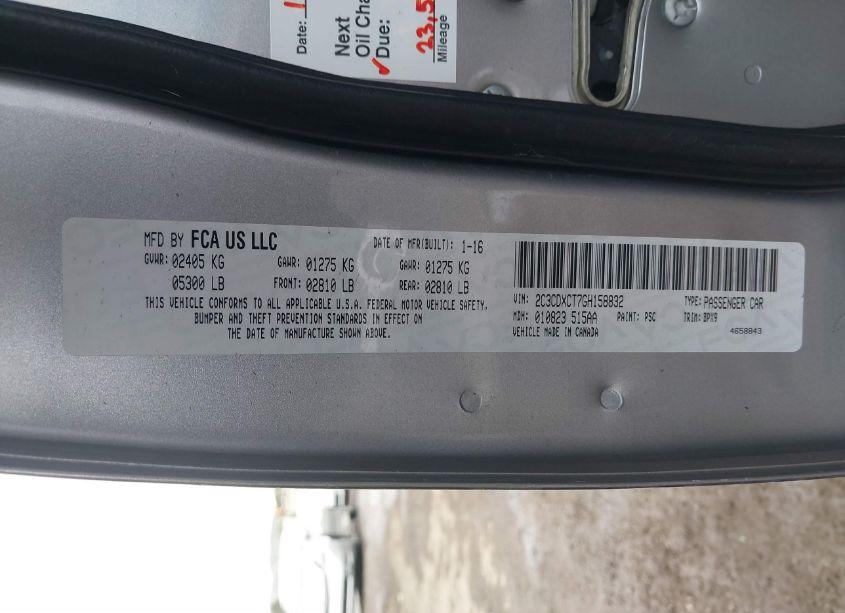 Date: 1
Next
Oil Cha
✓Due:
23,5
Mileage
MFD BY FCA US LLC
DATE OF MFR(BUILT): 1-16
GVWR: 02405 KG GAWR: 01275 KG GAWR: 01275 KG
05300 LB FRONT: 02810 LB REAR: 02810 LB
THIS VEHICLE CONFORMS TO ALL APPLICABLE U.S.A. FEDERAL MOTOR VEHICLE SAFETY,
BUMPER AND THEFT PREVENTION STANDARDS IN EFFECT ON
THE DATE OF MANUFACTURE SHOWN ABOVE.
VIN: 2C3CDXCT7GH158832 TYPE: PASSENGER CAR
MDH: 010823 515AA PAINT: PSC TRIM: BPX9
VEHICLE MADE IN CANADA 4658843